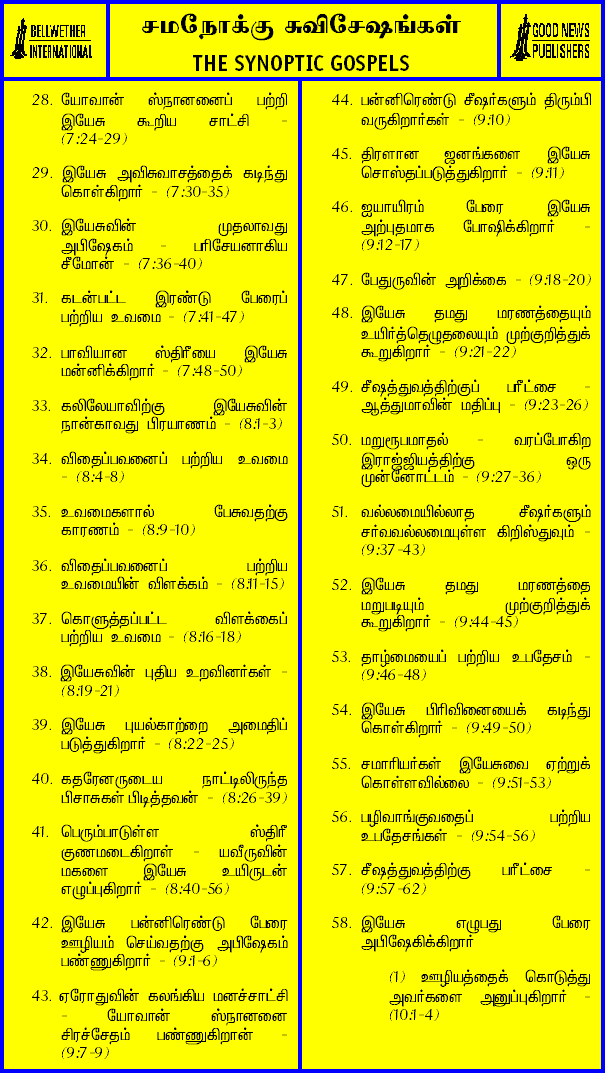 BELLWETHER
INTERNATIONAL
சமநோக்கு சுவிசேஷங்கள்
THE SYNOPTIC GOSPELS
GOOD NEWS
PUBLISHERS
28. யோவான் ஸ்நானனைப் பற்றி
இயேசு கூறிய சாட்சி -
(7:24-29)
29. இயேசு அவிசுவாசத்தைக் கடிந்து
கொள்கிறார் - (7:30-35)
30. இயேசுவின் முதலாவது
அபிஷேகம் - பரிசேயனாகிய
சீமோன் - (7:36-40)
31. கடன்பட்ட இரண்டு பேரைப்
பற்றிய உவமை - (7:41-47)
32. பாவியான ஸ்திரீயை இயேசு
மன்னிக்கிறார் - (7:48-50)
33. கலிலேயாவிற்கு இயேசுவின்
நான்காவது பிரயாணம் - (8:1-3)
34. விதைப்பவனைப் பற்றிய உவமை
- (8:4-8)
35. உவமைகளால் பேசுவதற்கு
காரணம் - (8:9-10)
36. விதைப்பவனைப் பற்றிய
உவமையின் விளக்கம் - (8:11-15)
37. கொளுத்தப்பட்ட விளக்கைப்
பற்றிய உவமை - (8:16-18)
38. இயேசுவின் புதிய உறவினர்கள் -
(8:19-21)
39. இயேசு புயல்காற்றை அமைதிப்
படுத்துகிறார் - (8:22-25)
40. கதரேனருடைய நாட்டிலிருந்த
பிசாசுகள் பிடித்தவன் - (8:26-39)
41. பெரும்பாடுள்ள ஸ்திரீ
குணமடைகிறாள் - யவீருவின்
மகளை இயேசு உயிருடன்
எழுப்புகிறார் - (8:40-56)
42. இயேசு பன்னிரெண்டு பேரை
ஊழியம் செய்வதற்கு அபிஷேகம்
பண்ணுகிறார் - (9:1-6)
43. ஏரோதுவின் கலங்கிய மனச்சாட்சி
- யோவான் ஸ்நானனை
சிரச்சேதம் பண்ணுகிறான் -
(9:7-9)
44. பன்னிரெண்டு சீஷர்களும் திரும்பி
வருகிறார்கள் - (9:10)
45. திரளான ஜனங்களை இயேசு
சொஸ்தப்படுத்துகிறார் - (9:11)
46. ஐயாயிரம் பேரை இயேசு
அற்புதமாக போஷிக்கிறார் -
(9:12-17)
47. பேதுருவின் அறிக்கை - (9:18-20)
48. இயேசு தமது மரணத்தையும்
உயிர்த்தெழுதலையும் முற்குறித்துக்
கூறுகிறார் - (9:21-22)
49. சீஷத்துவத்திற்குப் பரீட்சை -
ஆத்துமாவின் மதிப்பு - (9:23-26)
50. மறுரூபமாதல் - வரப்போகிற
இராஜ்ஜியத்திற்கு ஒரு
முன்னோட்டம் - (9:27-36)
51. வல்லமையில்லாத சீஷர்களும்
சர்வவல்லமையுள்ள கிறிஸ்துவும் -
(9:37-43)
52. இயேசு தமது மரணத்தை
மறுபடியும் முற்குறித்துக்
கூறுகிறார் - (9:44-45)
53. தாழ்மையைப் பற்றிய உபதேசம் -
(9:46-48)
54. இயேசு பிரிவினையைக் கடிந்து
கொள்கிறார் - (9:49-50)
55. சமாரியர்கள் இயேசுவை ஏற்றுக்
கொள்ளவில்லை - (9:51-53)
56. பழிவாங்குவதைப் பற்றிய
உபதேசங்கள் - (9:54-56)
57. சீஷத்துவத்திற்கு பரீட்சை -
(9:57-62)
58. இயேசு எழுபது பேரை
அபிஷேகிக்கிறார்
(1) ஊழியத்தைக் கொடுத்து
அவர்களை அனுப்புகிறார் -
(10:1-4)